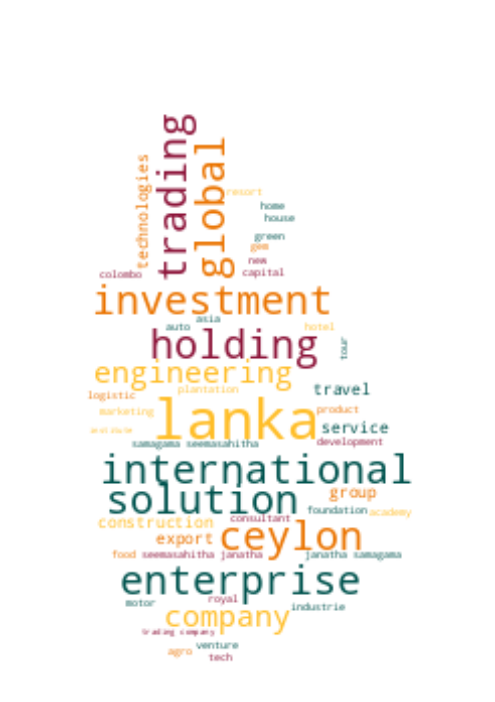 trading
global
technologies
resort
home
house
green
gem
new
capital
colombo
investment
asia
auto
hotel
holding
tour
engineering
plantation
travel
logistic
lanka
marketing
product
service
institute
samagama seemasahitha
development
international
solution
group
foundation
academy
construction
consultant
export
ceylon
food
seemasahitha janatha
janatha samagama
enterprise
motor
royal
industrie
company
trading company
venture
agro
tech